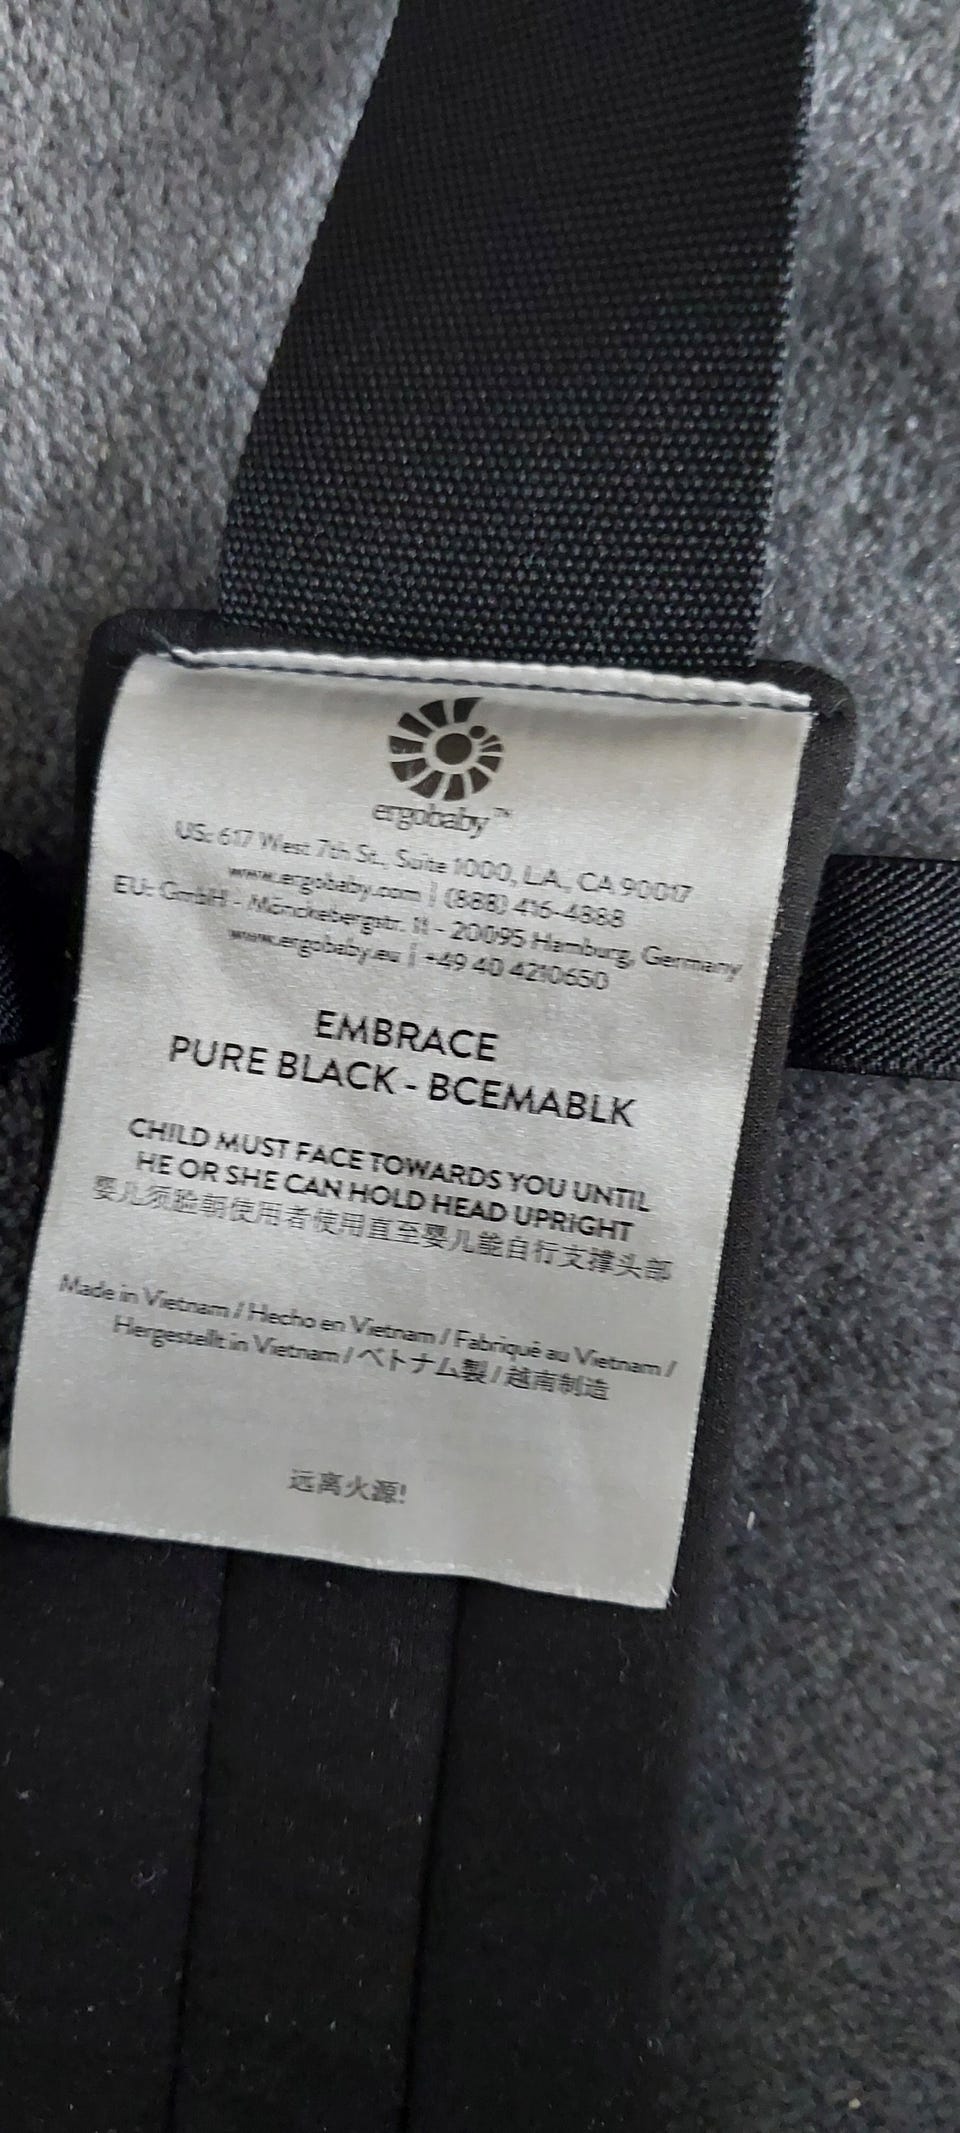 ergobaby™
US: 617 West 7th St., Suite 1000, L.A., CA 90017
www.ergobaby.com | (888) 416-4888
EU: GmbH - Mönckebergstr. 11 - 20095 Hamburg, Germany
www.ergobaby.eu | +49 40 4210650
EMBRACE
PURE BLACK - BCEMABLK
CHILD MUST FACE TOWARDS YOU UNTIL
HE OR SHE CAN HOLD HEAD UPRIGHT
婴儿须脸朝使用者使用直至婴儿能自行支撑头部
Made in Vietnam / Hecho en Vietnam / Fabriqué au Vietnam /
Hergestellt in Vietnam / ベトナム製 / 越南制造
远离火源!